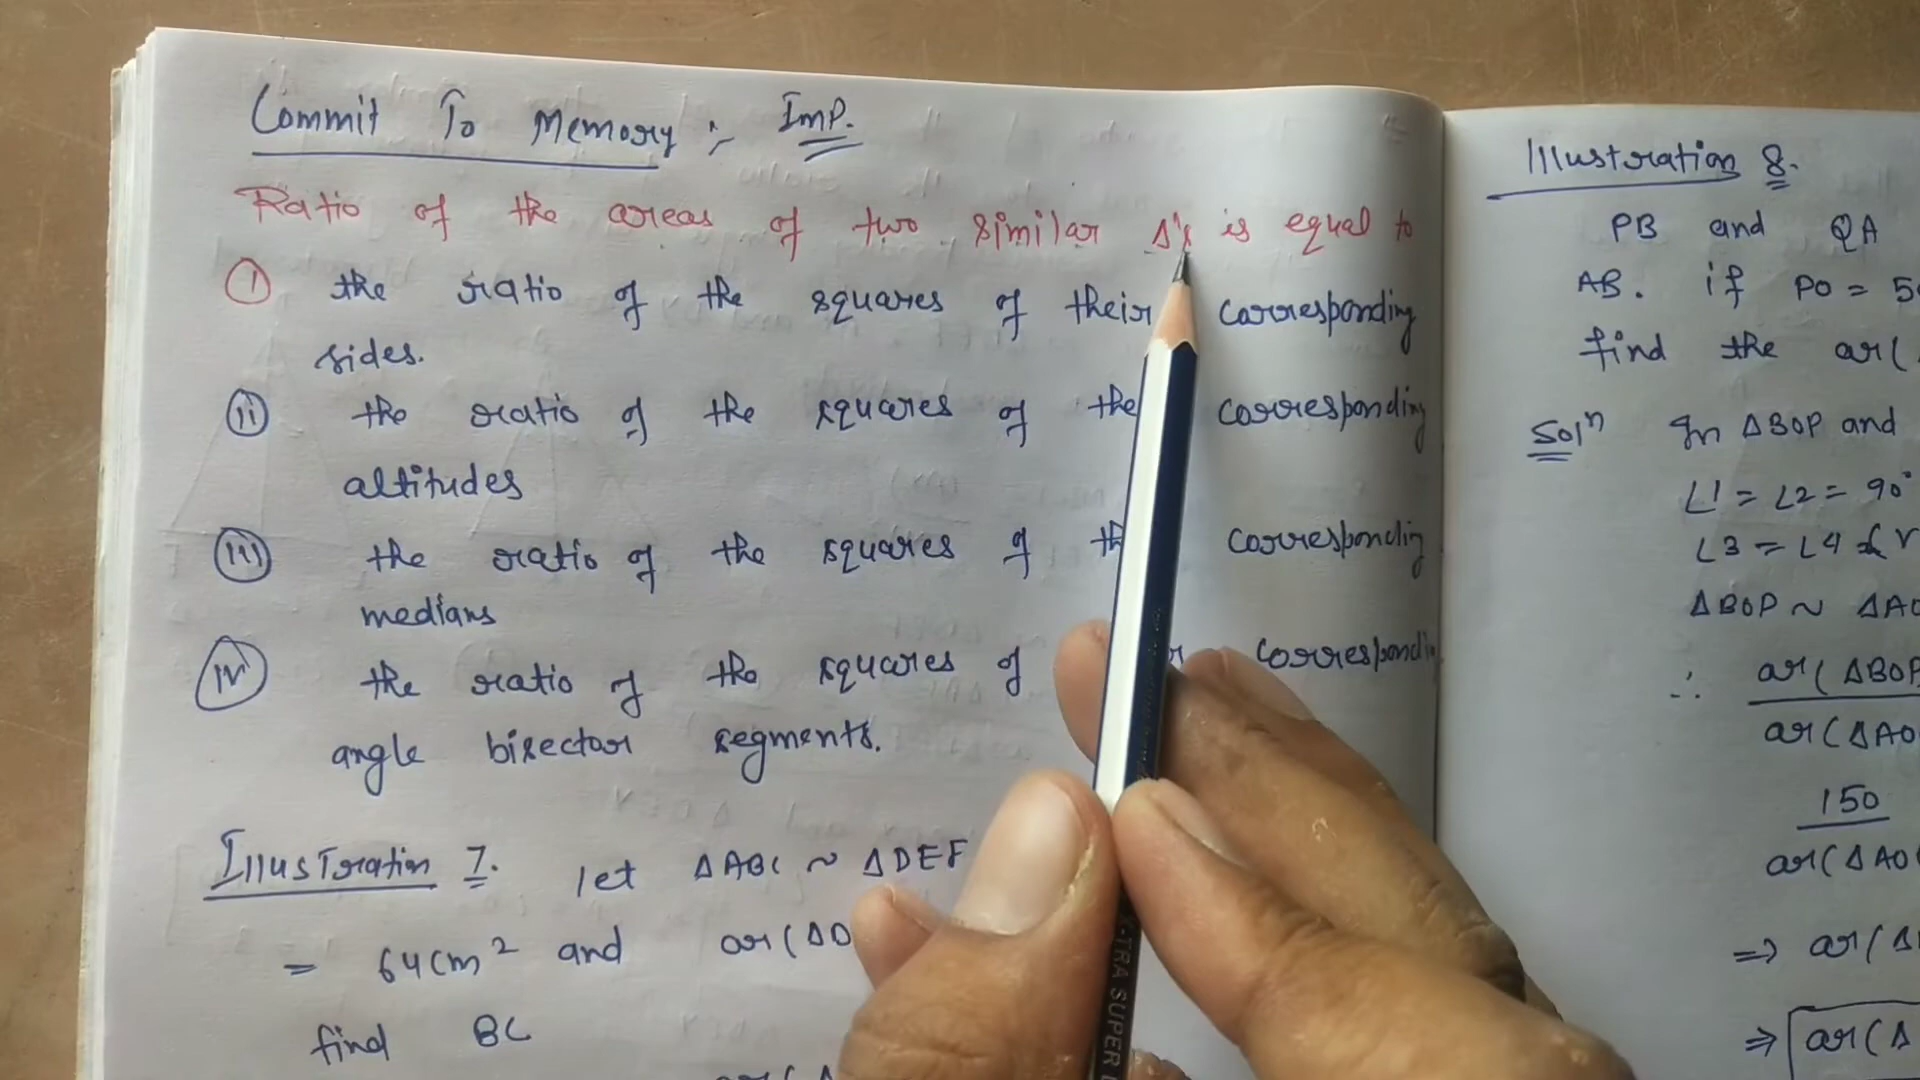 Commit To Memory :- Imp.
Ratio of the areas of two similar Δ's is equal to
(i) the ratio of the squares of their corresponding
sides.
(ii) the ratio of the squares of the corresponding
altitudes
(iii) the ratio of the squares of corresponding
medians
(iv) the ratio of the squares of corresponding
angle bisector segments.
Illustration 7. let ΔABC ~ ΔDEF
= 64cm² and ar(ΔD
find BC
Illustration 8.
PB and QA
AB. if PO = 5
find the ar(
Solⁿ In ΔBOP and
∠1 = ∠2 = 90°
∠3 = ∠4
ΔBOP ~ ΔAO
∴ ar(ΔBOP
ar(ΔAO
150
ar(ΔAO
⇒ ar(Δ
⇒ ar(Δ
X-TRA SUPER